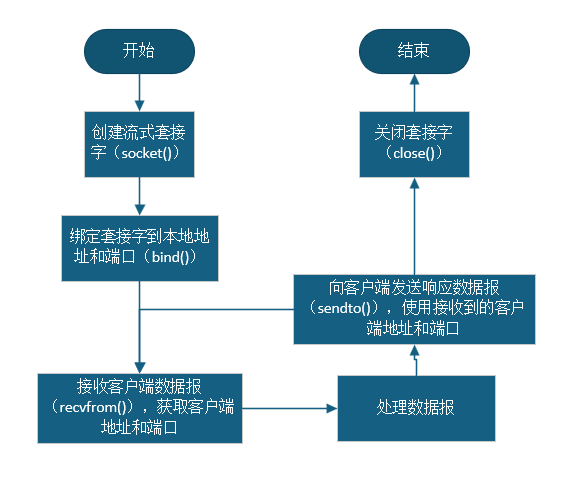 开始
创建流式套接
字（socket()）
绑定套接字到本地地
址和端口（bind()）
接收客户端数据报
（recvfrom()），获取客户端
地址和端口
处理数据报
向客户端发送响应数据报
（sendto()），使用接收到的客户
端地址和端口
关闭套接字
（close()）
结束